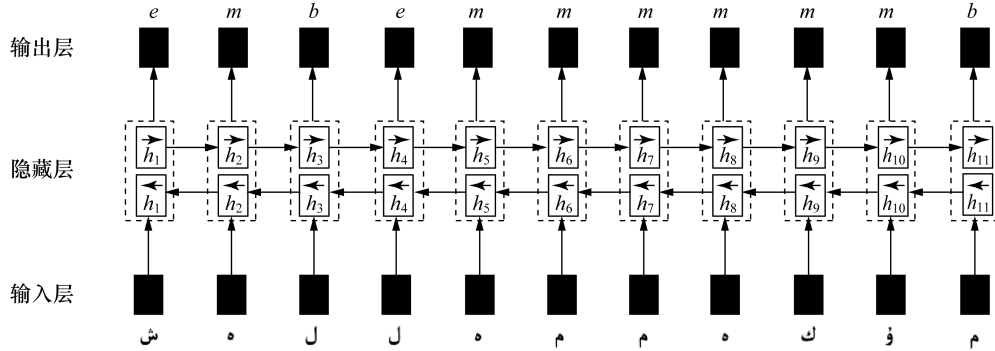 e m b e m m m m m m b
输出层
h1 h2 h3 h4 h5 h6 h7 h8 h9 h10 h11
隐藏层
h1 h2 h3 h4 h5 h6 h7 h8 h9 h10 h11
输入层
ش ە ل ل ە م م ە ك ۇ م